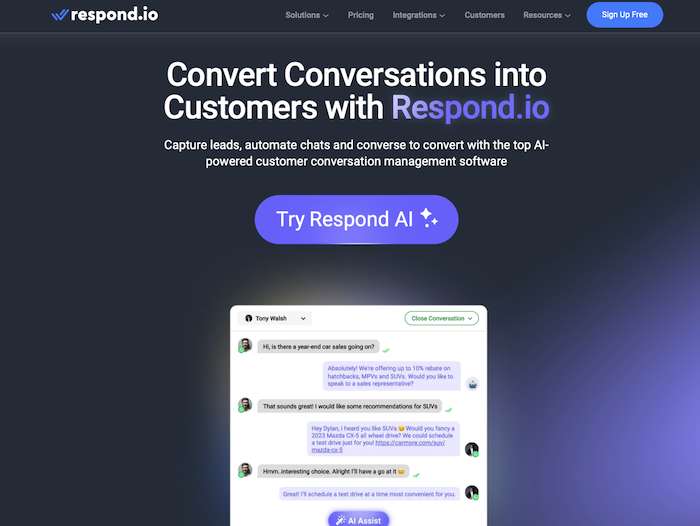 respond.io
Solutions
Pricing
Integrations
Customers
Resources
Sign Up Free
Convert Conversations into
Customers with Respond.io
Capture leads, automate chats and converse to convert with the top AI-
powered customer conversation management software
Try Respond AI
Tony Walsh
Close Conversation
Hi, is there a year-end car sales going on?
Absolutely! We're offering up to 10% rebate on
hatchbacks, MPVs and SUVs. Would you like to
speak to a sales representative?
That sounds great! I would like some recommendations for SUVs
Hey Dylan, I heard you like SUVs.😉 Would you fancy a
2023 Mazda CX-5 all wheel drive? We could schedule
a test drive just for you! https://carmore.com/suv/
mazda-cx-5
Hmm..interesting choice. Alright I'll have a go at it 😄
Great! I'll schedule a test drive at a time most convenient for you.
AI Assist